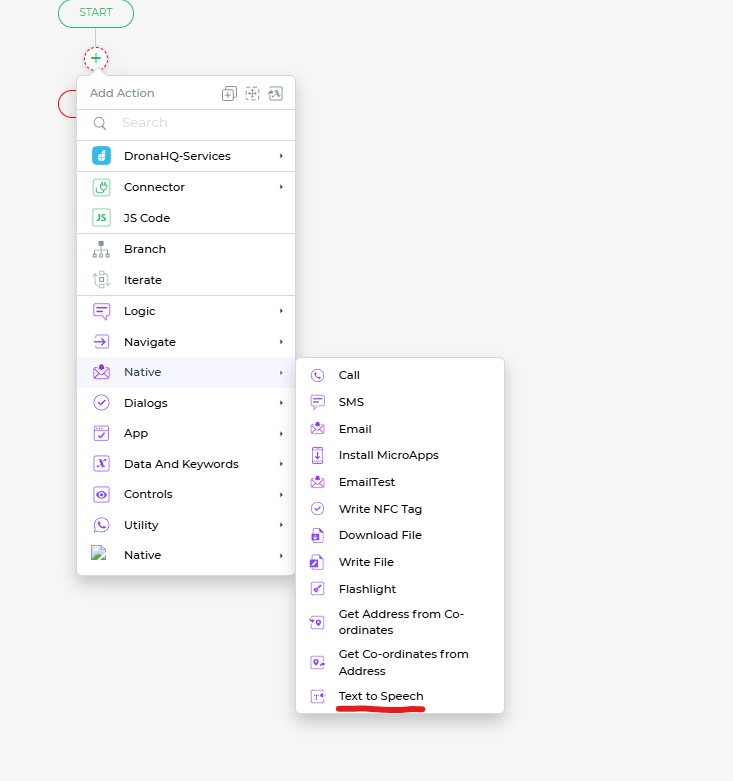 START
Add Action
Search
DronaHQ-Services
Connector
JS
JS Code
Branch
Iterate
Logic
Navigate
Native
Dialogs
App
Data And Keywords
Controls
Utility
Native
Call
SMS
Email
Install MicroApps
EmailTest
Write NFC Tag
Download File
Write File
Flashlight
Get Address from Co-
ordinates
Get Co-ordinates from
Address
Text to Speech